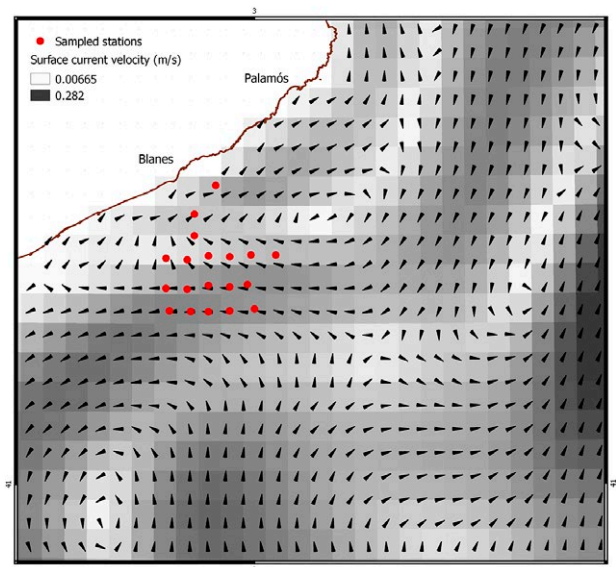 3
Sampled stations
Surface current velocity (m/s)
0.00665
0.282
Palamós
Blanes
41
41